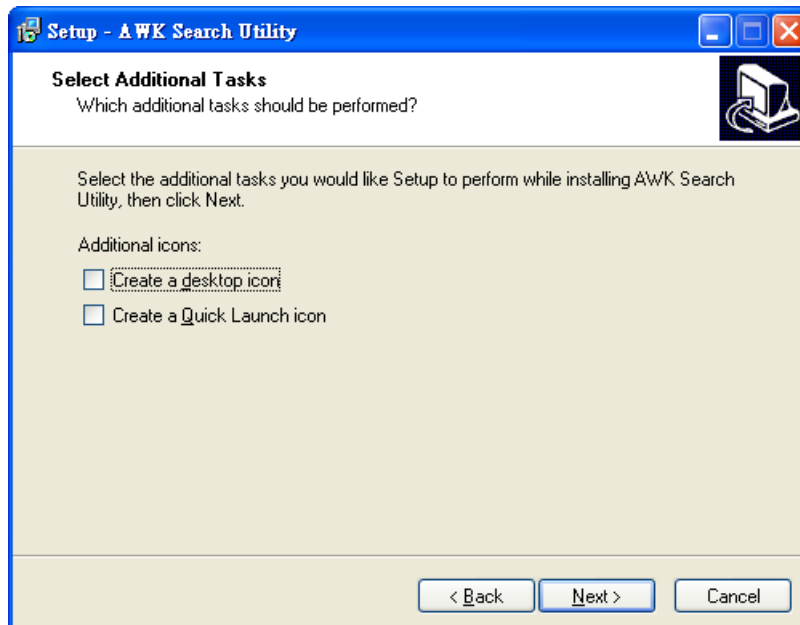 Setup - AWK Search Utility
Select Additional Tasks
Which additional tasks should be performed?
Select the additional tasks you would like Setup to perform while installing AWK Search
Utility, then click Next.
Additional icons:
Create a desktop icon
Create a Quick Launch icon
< Back
Next >
Cancel